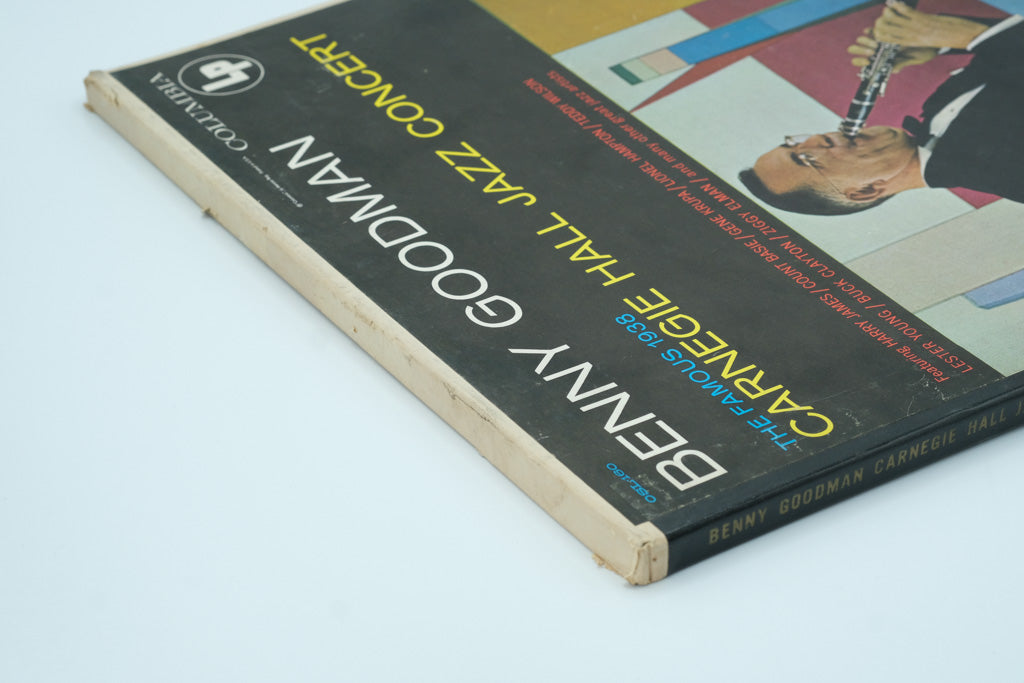 OSL-160
BENNY GOODMAN
COLUMBIA
Lp
THE FAMOUS 1938
CARNEGIE HALL JAZZ CONCERT
Featuring HARRY JAMES / COUNT BASIE / GENE KRUPA / LIONEL HAMPTON / TEDDY WILSON
LESTER YOUNG / BUCK CLAYTON / ZIGGY ELMAN / and many other great jazz artists
BENNY GOODMAN CARNEGIE HALL